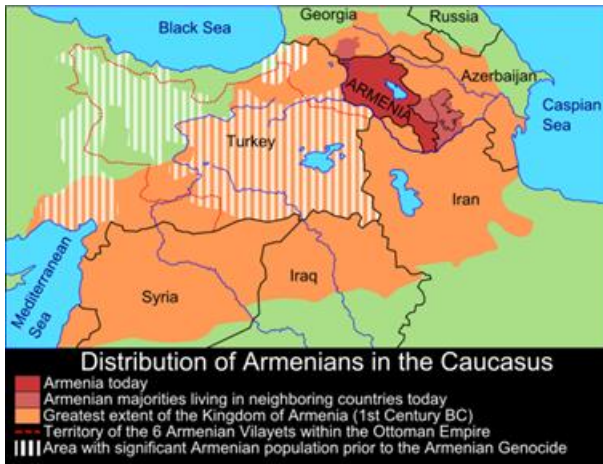 Georgia
Russia
Black Sea
Azerbaijan
ARMENIA
Caspian
Sea
Turkey
Iran
Mediterranean
Sea
Syria
Iraq
Distribution of Armenians in the Caucasus
Armenia today
Armenian majorities living in neighboring countries today
Greatest extent of the Kingdom of Armenia (1st Century BC)
Territory of the 6 Armenian Vilayets within the Ottoman Empire
Area with significant Armenian population prior to the Armenian Genocide